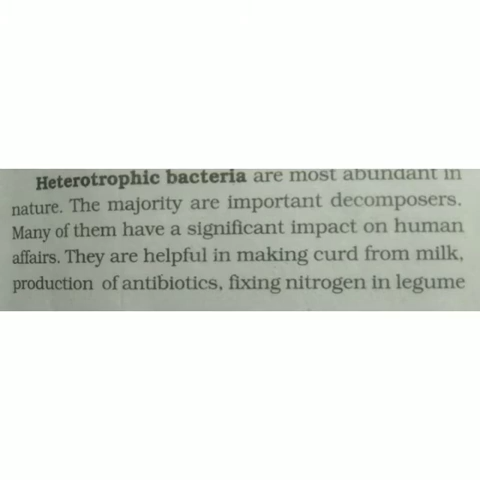 Heterotrophic bacteria are most abundant in
nature. The majority are important decomposers.
Many of them have a significant impact on human
affairs. They are helpful in making curd from milk,
production of antibiotics, fixing nitrogen in legume